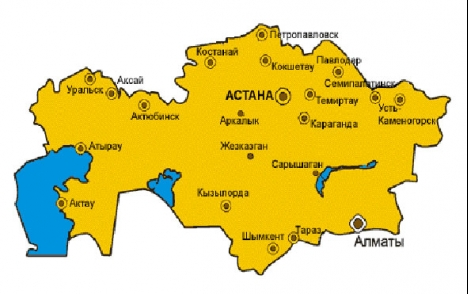 Петропавловск
Костанай
Кокшетау
Павлодар
Аксай
Уральск
Семипалатинск
АСТАНА
Темиртау
Усть-
Каменогорск
Актюбинск
Аркалык
Караганда
Атырау
Жезказган
Сарышаган
Актау
Кызылорда
Шымкент
Тараз
Алматы